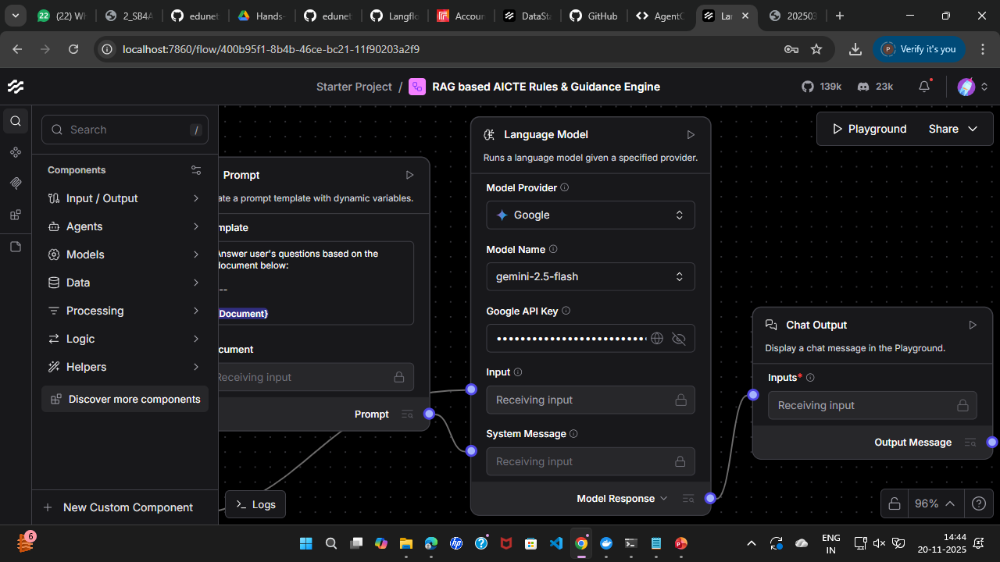 22
(22) Wh
2_SB4A
edunet
Hands-
edunet
Langflo
Accoun
DataSta
GitHub
AgentC
Lan
202503
localhost:7860/flow/400b95f1-8b4b-46ce-bc21-11f90203a2f9
P
Verify it's you
Starter Project / RAG based AICTE Rules & Guidance Engine
139k
23k
Search
/
Playground
Share
Components
Input / Output
Agents
Models
Data
Processing
Logic
Helpers
Discover more components
New Custom Component
Prompt
ate a prompt template with dynamic variables.
mplate
Answer user's questions based on the
document below:
--
Document}
cument
Receiving input
Prompt
Logs
Language Model
Runs a language model given a specified provider.
Model Provider
Google
Model Name
gemini-2.5-flash
Google API Key
Input
Receiving input
System Message
Receiving input
Model Response
Chat Output
Display a chat message in the Playground.
Inputs*
Receiving input
Output Message
96%
6
ENG
IN
14:44
20-11-2025